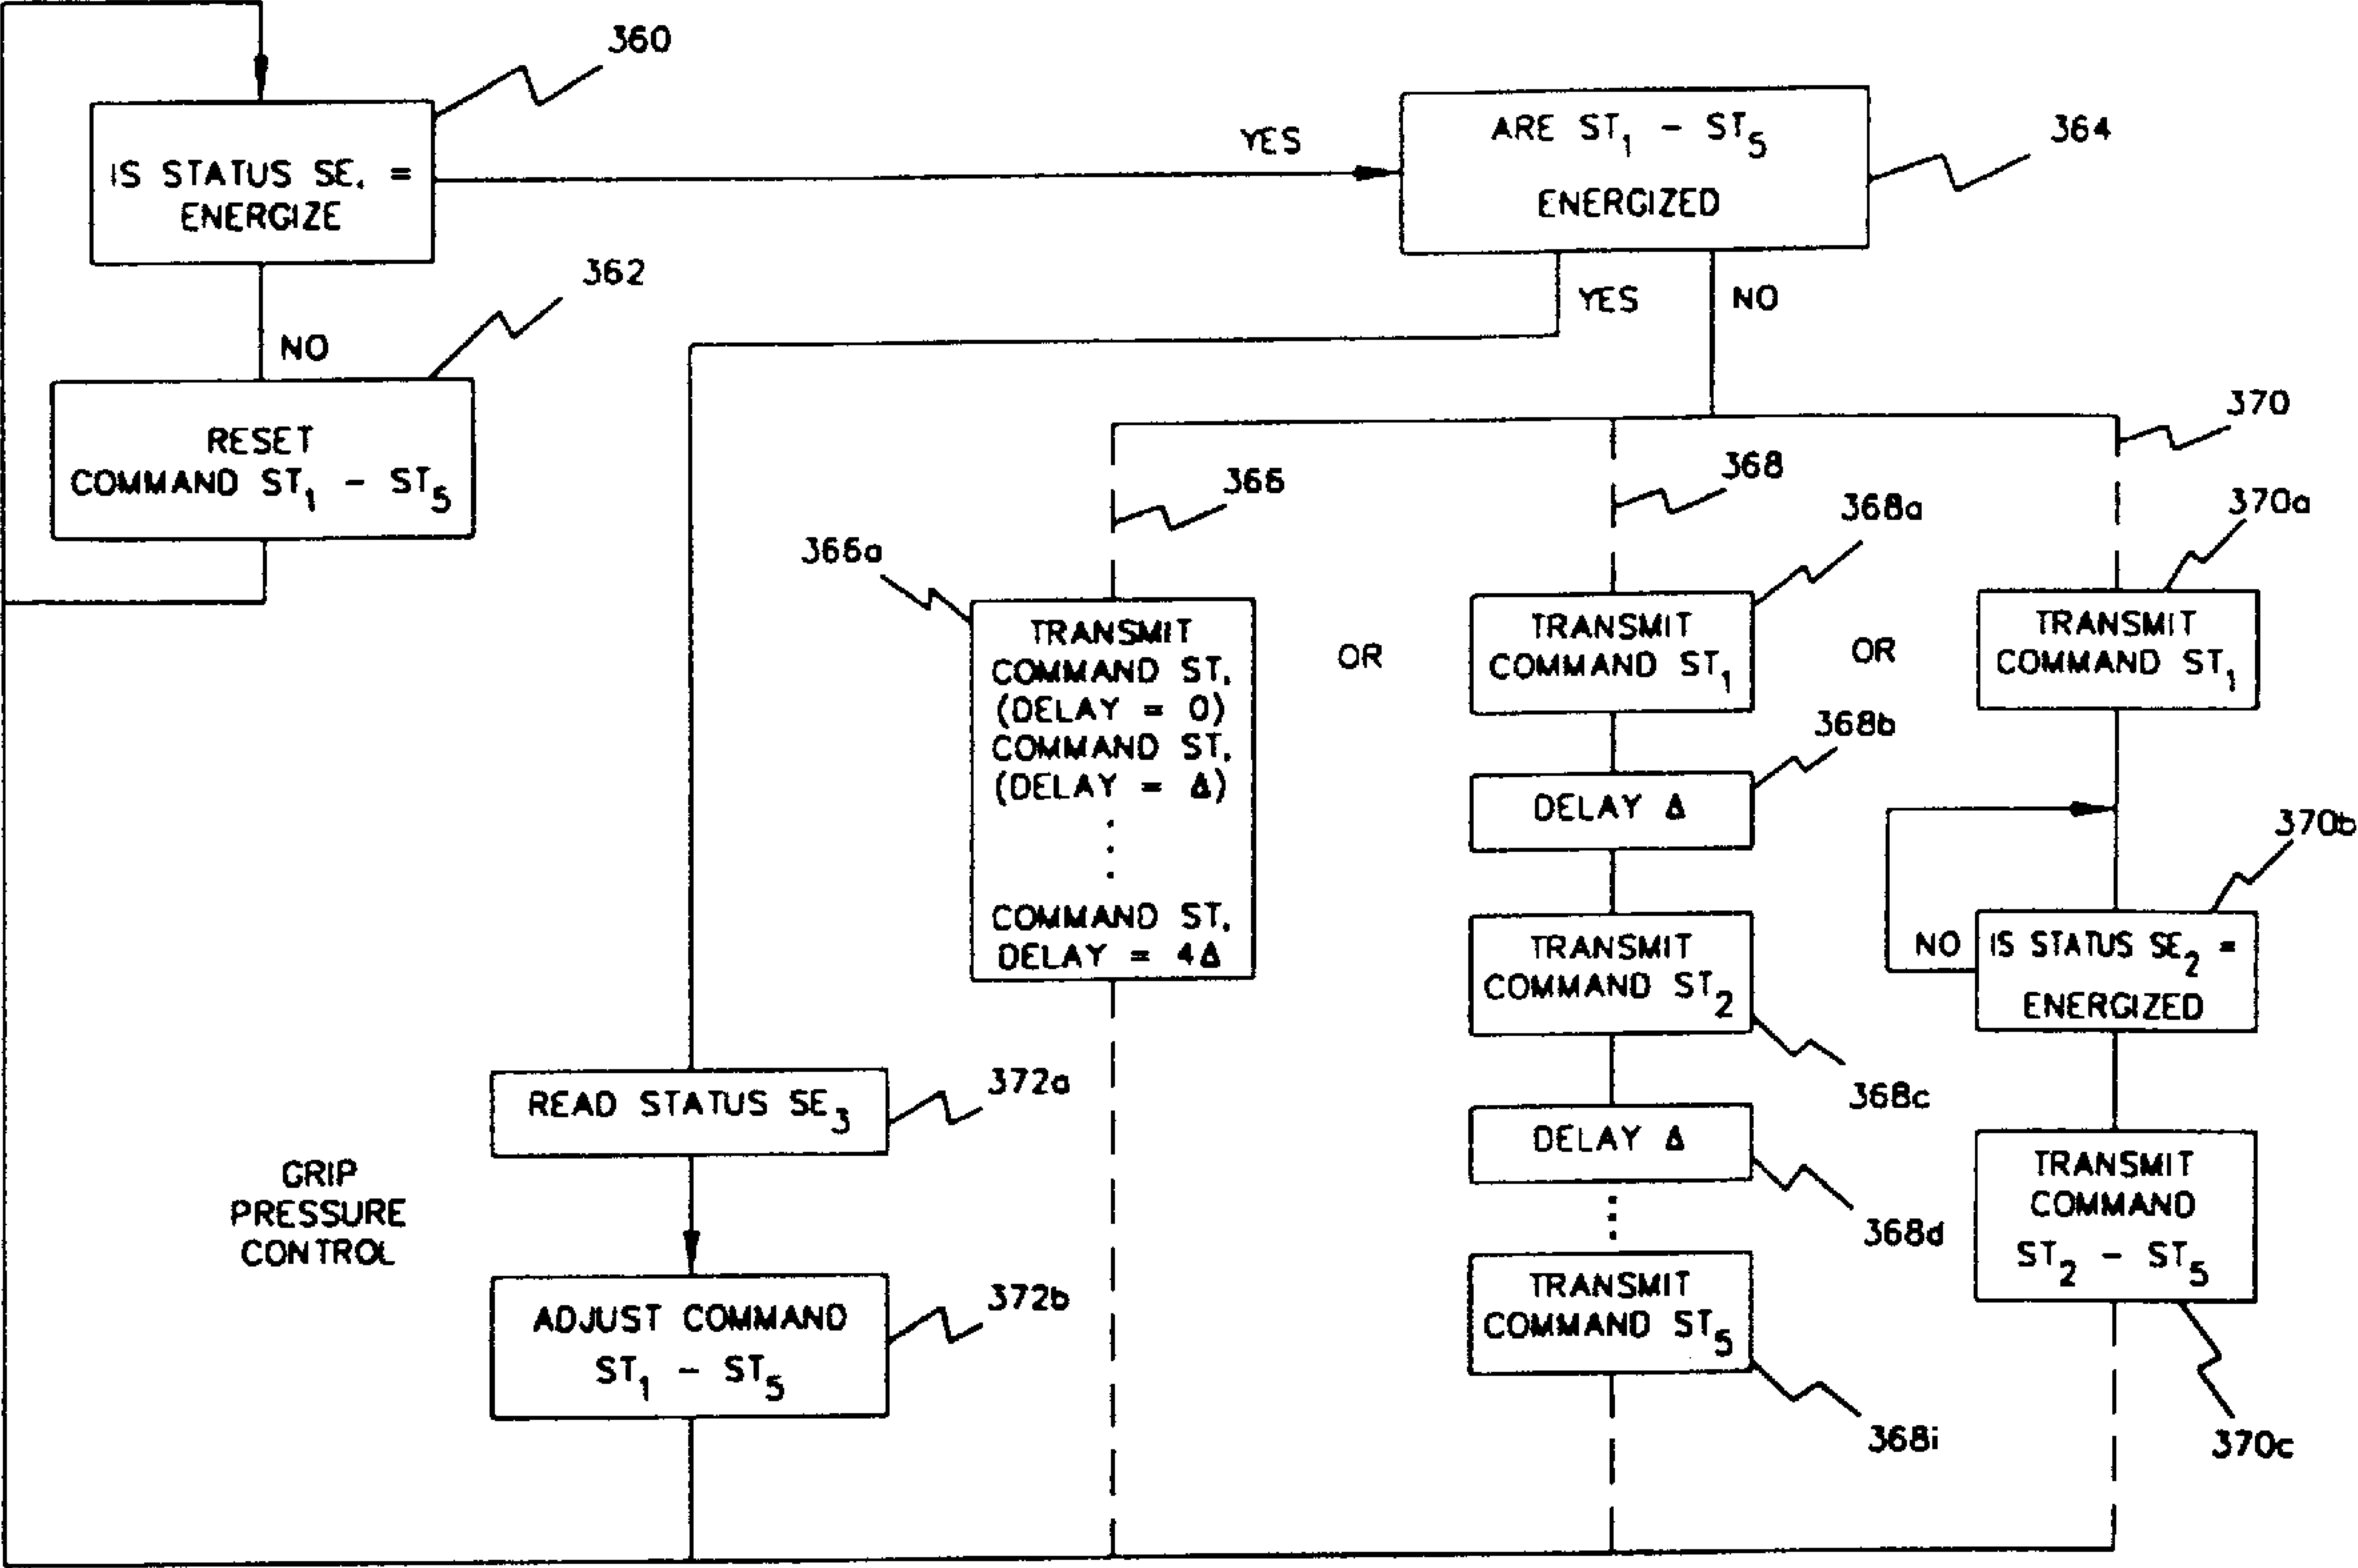 360
IS STATUS SE. =
ENERGIZE
YES
ARE ST1 - ST5
ENERGIZED
364
362
NO
RESET
COMMAND ST1 - ST5
YES
NO
366
368
370
366a
TRANSMIT
COMMAND ST.
(DELAY = 0)
COMMAND ST.
(DELAY = Δ)
.
.
.
COMMAND ST.
DELAY = 4Δ
OR
368a
TRANSMIT
COMMAND ST1
368b
DELAY Δ
TRANSMIT
COMMAND ST2
368c
DELAY Δ
368d
TRANSMIT
COMMAND ST5
368i
OR
370a
TRANSMIT
COMMAND ST1
370b
NO
IS STATUS SE2 =
ENERGIZED
TRANSMIT
COMMAND
ST2 - ST5
370c
READ STATUS SE3
372a
GRIP
PRESSURE
CONTROL
ADJUST COMMAND
ST1 - ST5
372b